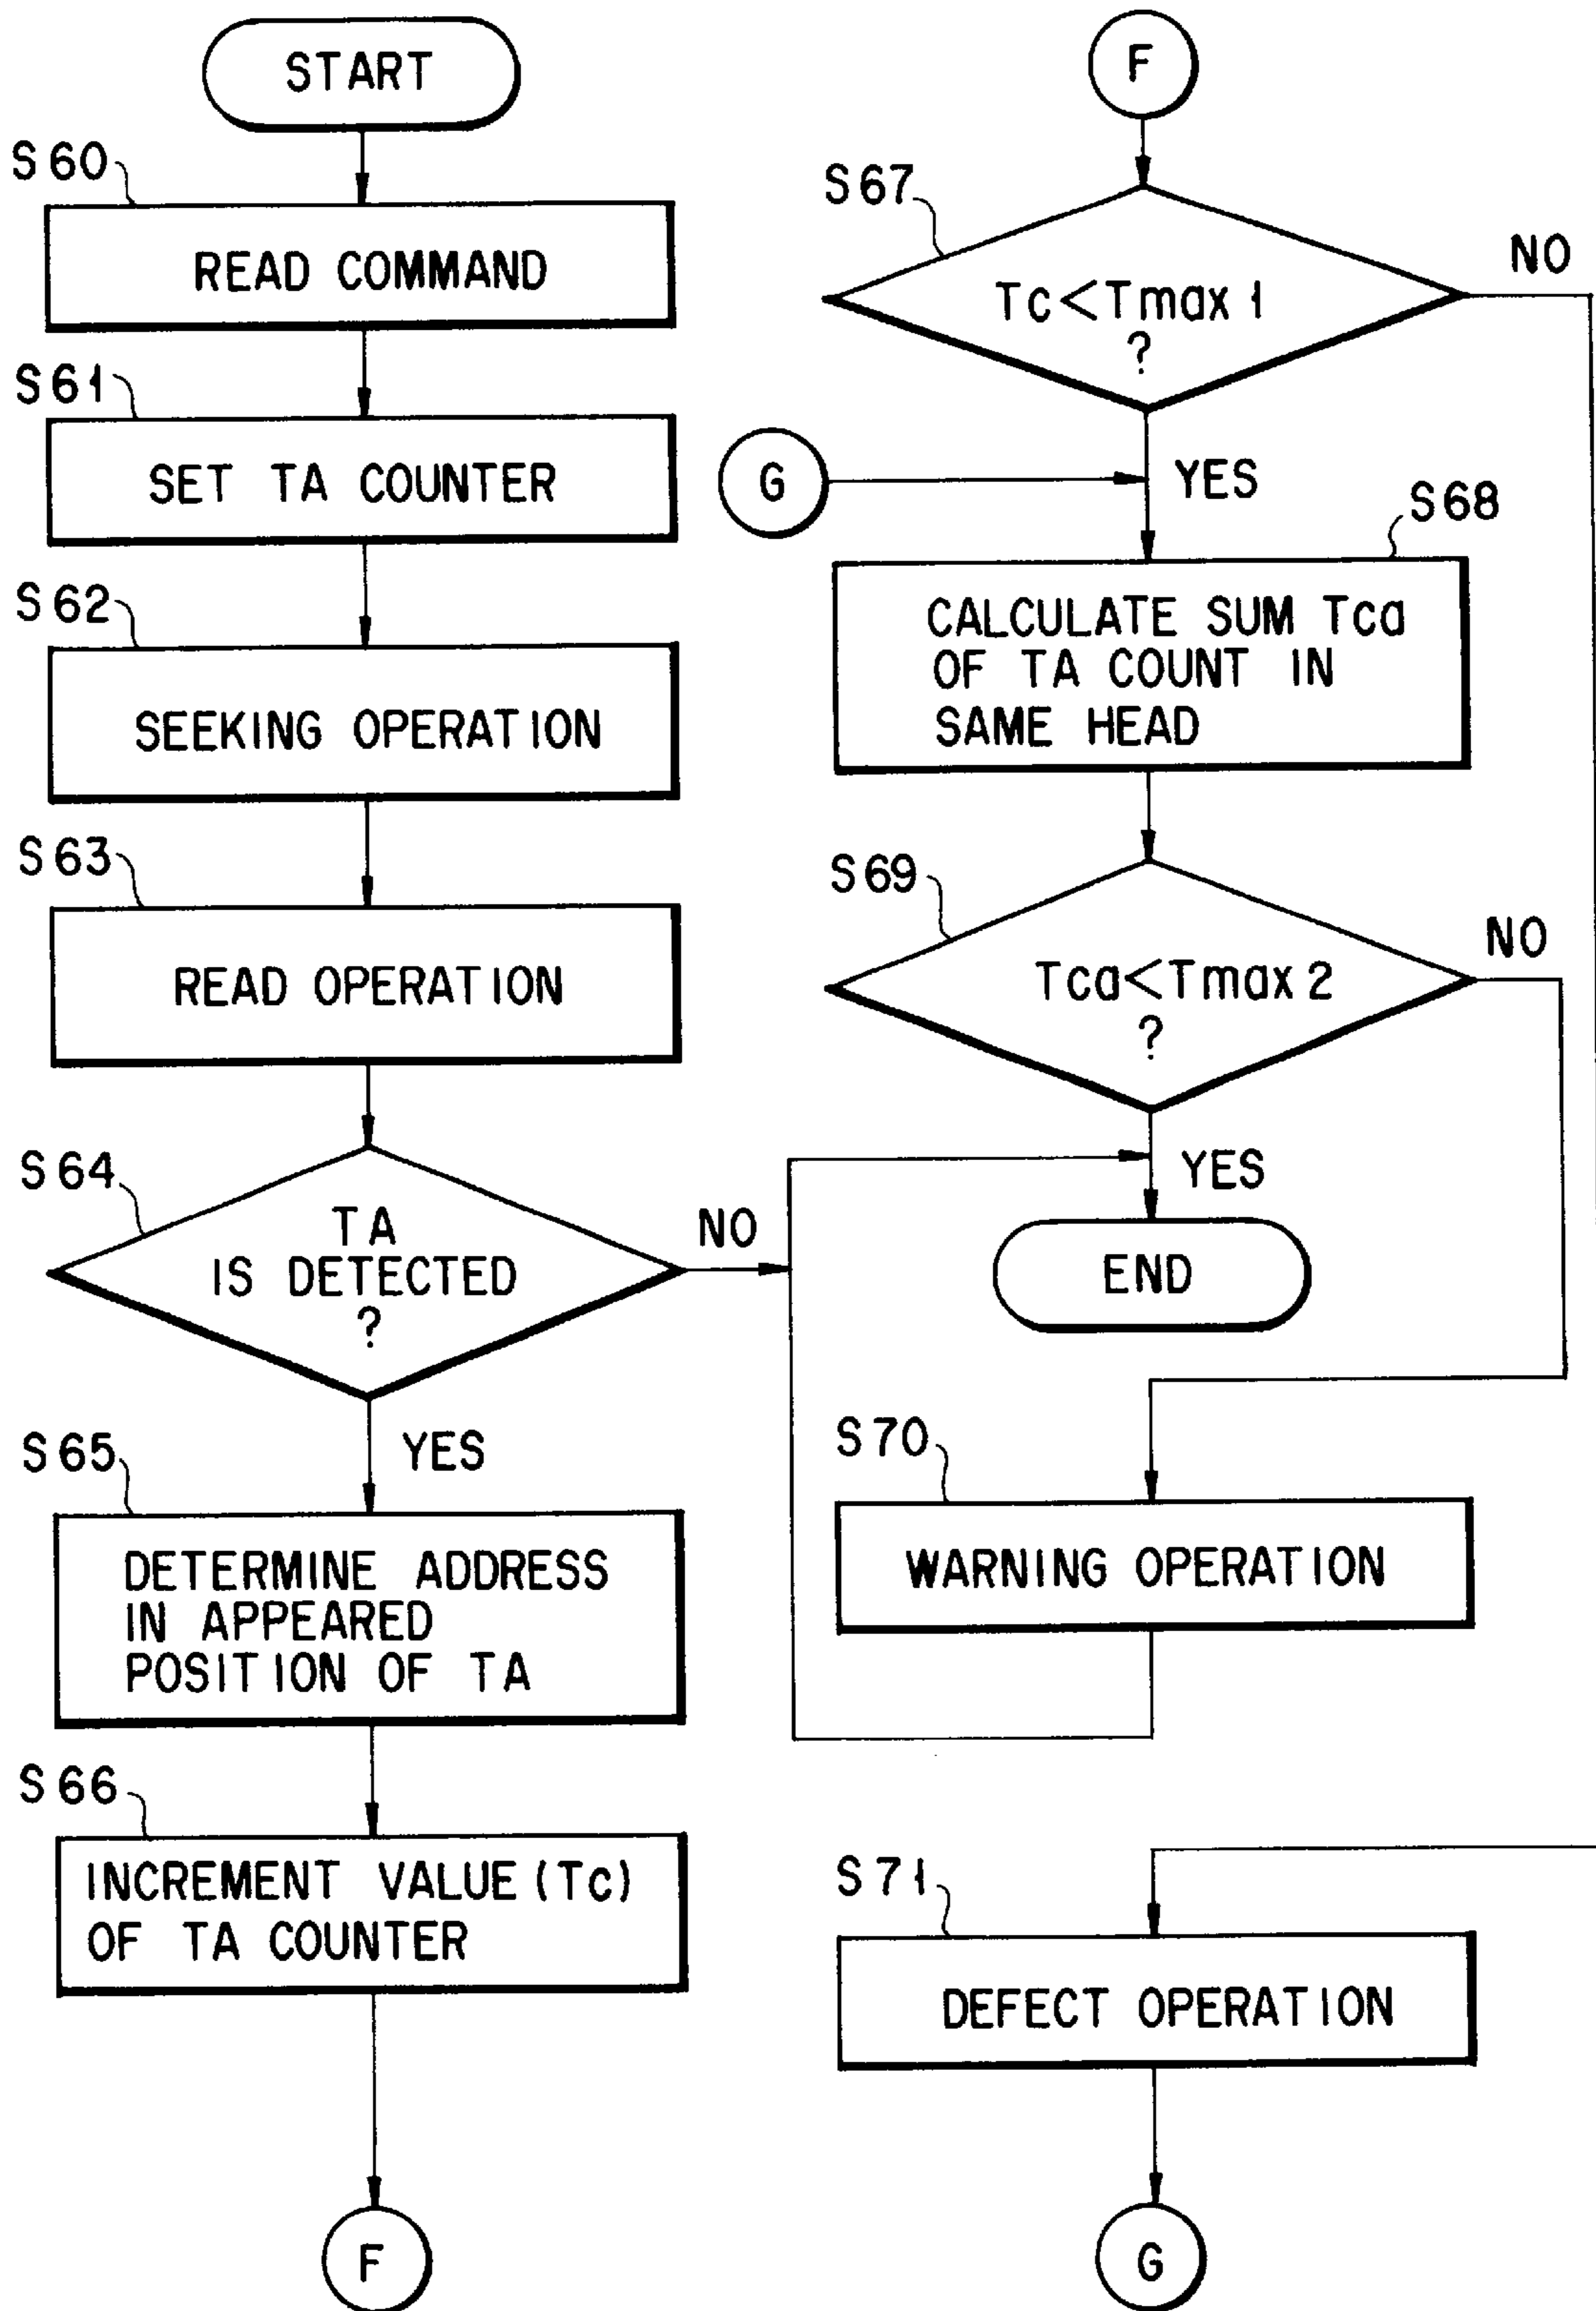 START
S60
READ COMMAND
S61
SET TA COUNTER
S62
SEEKING OPERATION
S63
READ OPERATION
S64
TA
IS DETECTED
?
NO
YES
S65
DETERMINE ADDRESS
IN APPEARED
POSITION OF TA
S66
INCREMENT VALUE (Tc)
OF TA COUNTER
F
F
S67
Tc<Tmax 1
?
NO
YES
G
S68
CALCULATE SUM Tca
OF TA COUNT IN
SAME HEAD
S69
Tca<Tmax 2
?
NO
YES
END
S70
WARNING OPERATION
S71
DEFECT OPERATION
G